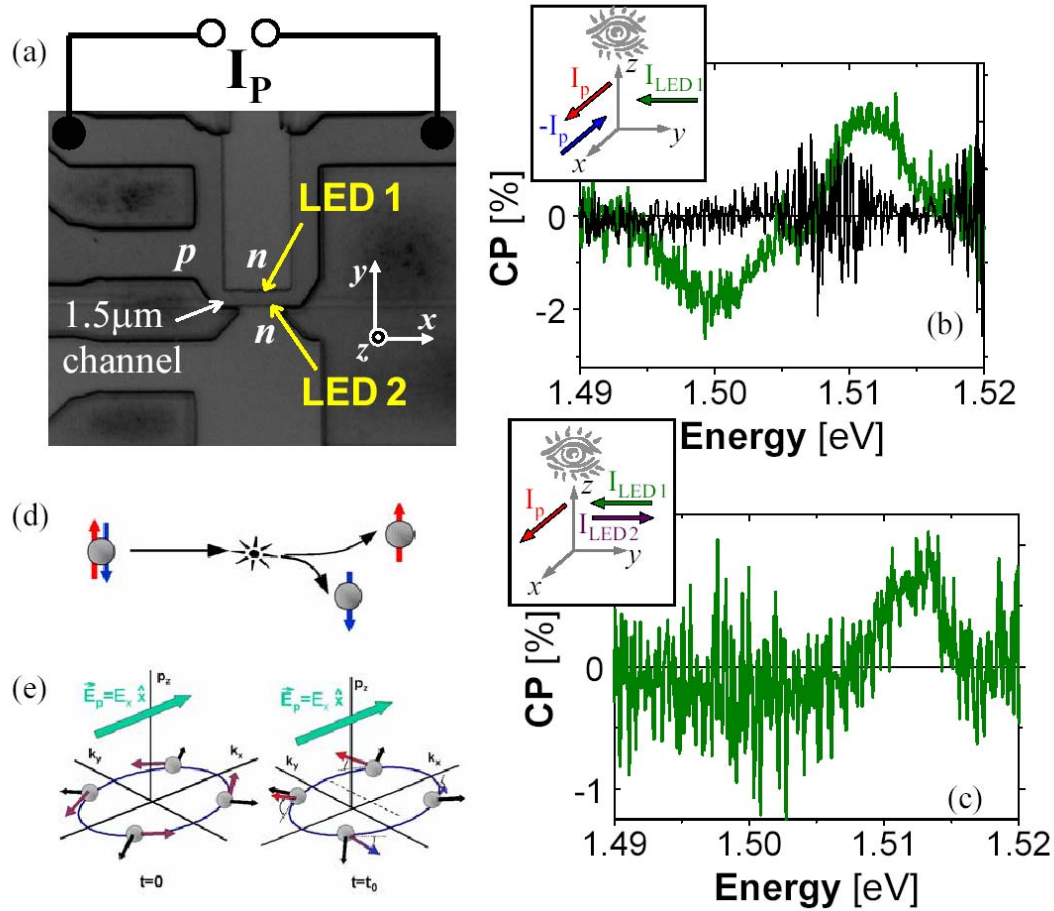 (a)
I_P
LED 1
p
n
y
1.5μm
channel
n
x
z
LED 2
(b)
z
I_p
I_LED 1
-I_p
y
x
CP [%]
0
-2
1.49
1.50
1.51
1.52
Energy [eV]
(c)
z
I_LED 1
I_p
I_LED2
y
x
CP [%]
0
-1
1.49
1.50
1.51
1.52
Energy [eV]
(d)
(e)
E_p=E_x x̂
p_z
k_y
k_x
t=0
E_p=E_x x̂
p_z
k_y
k_x
t=t_0